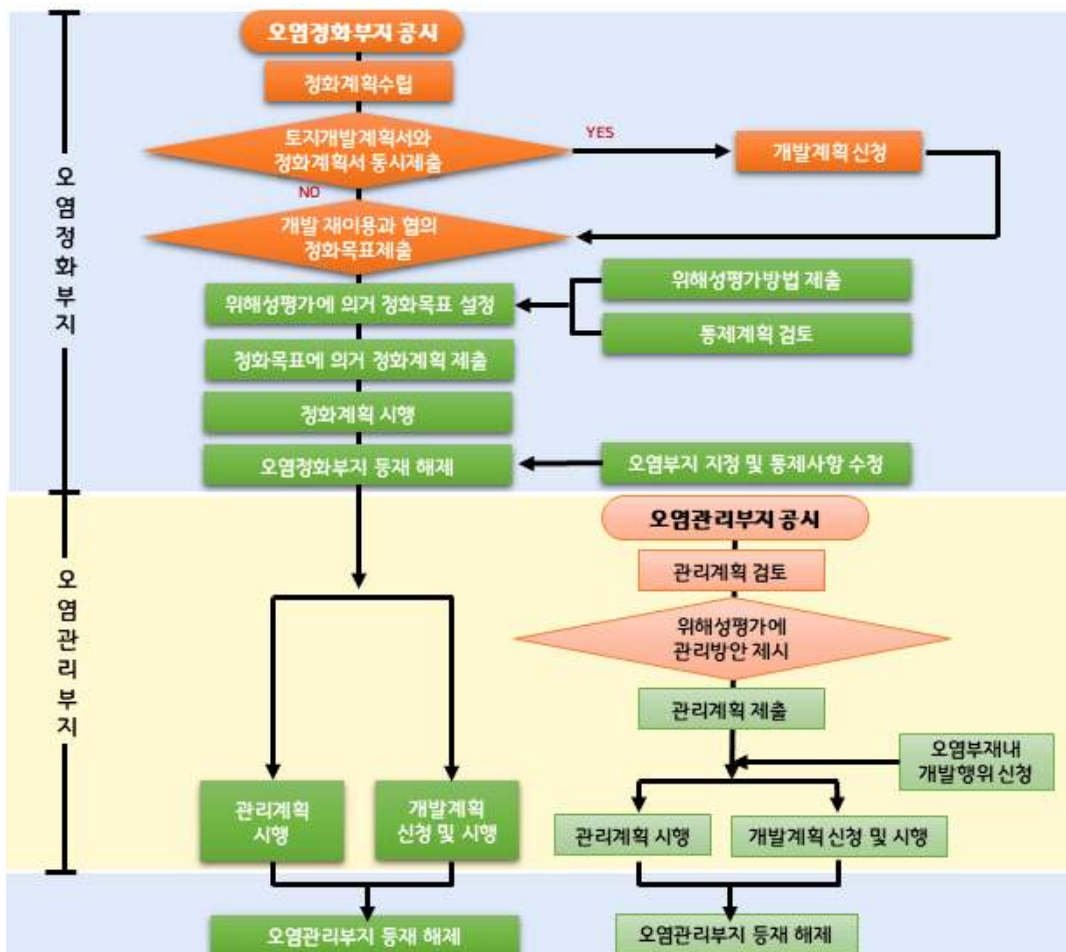 오염정화부지 공시
정화계획수립
토지개발계획서와
정화계획서 동시제출
YES
개발계획 신청
NO
개발 재이용과 협의
정화목표제출
위해성평가에 의거 정화목표 설정
위해성평가방법 제출
통제계획 검토
정화목표에 의거 정화계획 제출
정화계획 시행
오염정화부지 등재 해제
오염부지 지정 및 통제사항 수정
오염정화부지
오염관리부지 공시
관리계획 검토
위해성평가에
관리방안 제시
관리계획 제출
오염부재내
개발행위 신청
오염관리부지
관리계획
시행
개발계획
신청 및 시행
관리계획 시행
개발계획 신청 및 시행
오염관리부지 등재 해제
오염관리부지 등재 해제